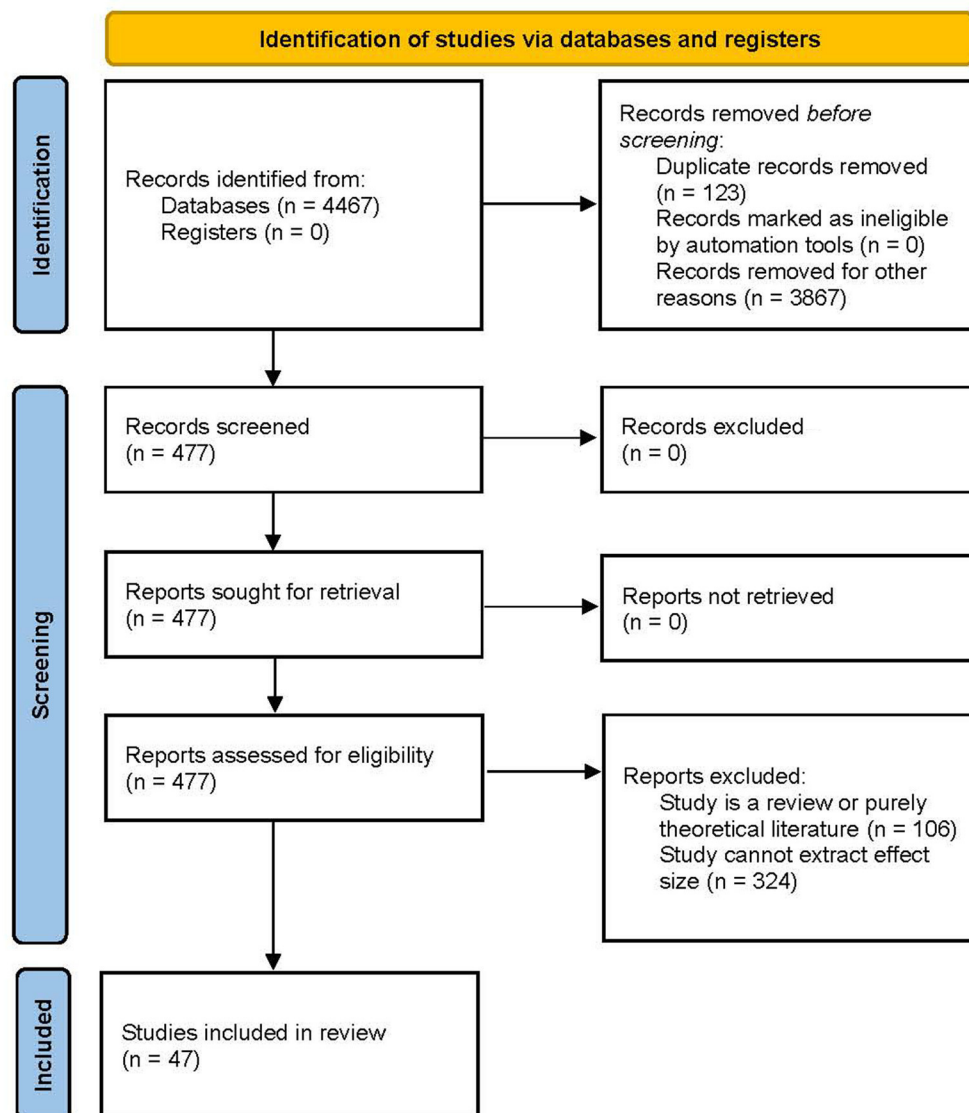 Identification of studies via databases and registers
Identification
Records identified from:
Databases (n = 4467)
Registers (n = 0)
Records removed before
screening:
Duplicate records removed
(n = 123)
Records marked as ineligible
by automation tools (n = 0)
Records removed for other
reasons (n = 3867)
Screening
Records screened
(n = 477)
Records excluded
(n = 0)
Reports sought for retrieval
(n = 477)
Reports not retrieved
(n = 0)
Reports assessed for eligibility
(n = 477)
Reports excluded:
Study is a review or purely
theoretical literature (n = 106)
Study cannot extract effect
size (n = 324)
Included
Studies included in review
(n = 47)